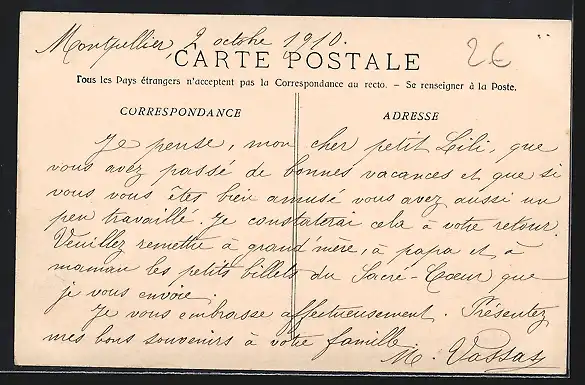 Montpellier, 2 octobre 1910.
2€
CARTE POSTALE
Tous les Pays étrangers n'acceptent pas la Correspondance au recto. – Se renseigner à la Poste.
CORRESPONDANCE
ADRESSE
Je pense, mon cher petit Lili, que
vous avez passé de bonnes vacances et que si
vous vous êtes bien amusé vous avez aussi un
peu travaillé. Je constaterai cela à votre retour.
Veuillez remettre à grand'mère, à papa et à
maman les petits billets du Sacré-Cœur que
je vous envoie.
Je vous embrasse affectueusement. Présentez
mes bons souvenirs à votre famille.
M. Vassas